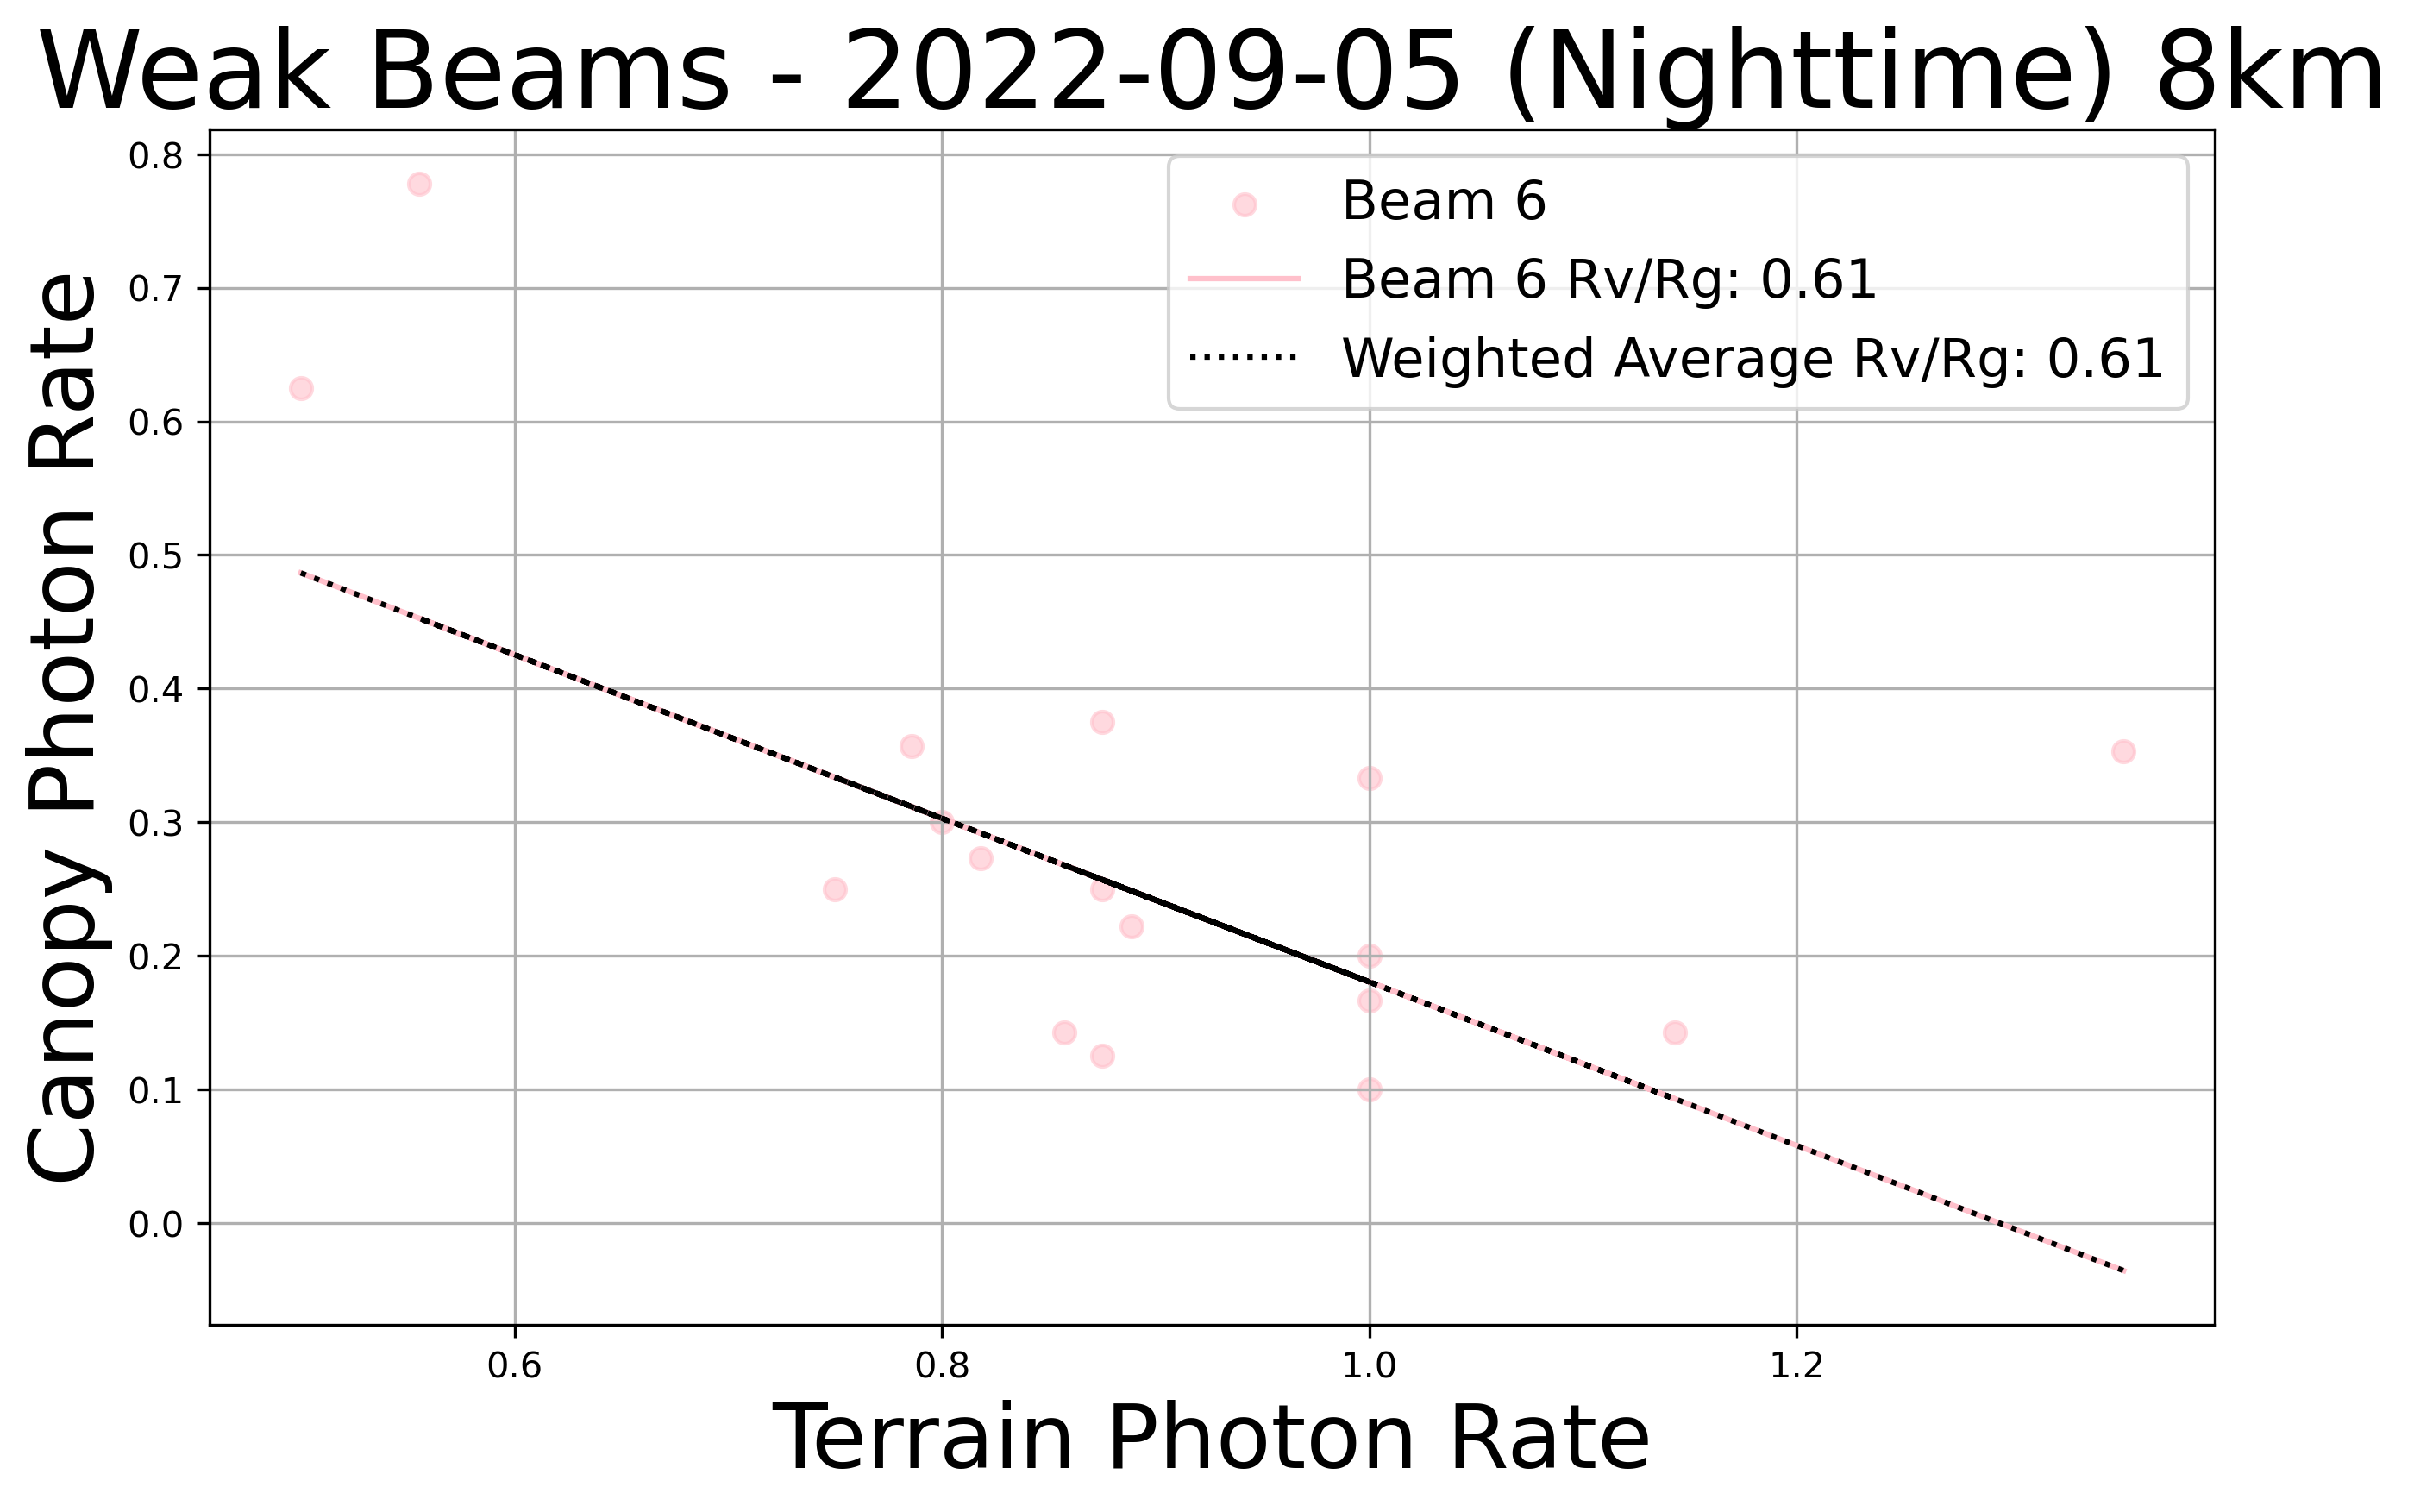 Weak Beams - 2022-09-05 (Nighttime) 8km
Beam 6
Beam 6 Rv/Rg: 0.61
Weighted Average Rv/Rg: 0.61
Canopy Photon Rate
0.8
0.7
0.6
0.5
0.4
0.3
0.2
0.1
0.0
0.6 0.8 1.0 1.2
Terrain Photon Rate